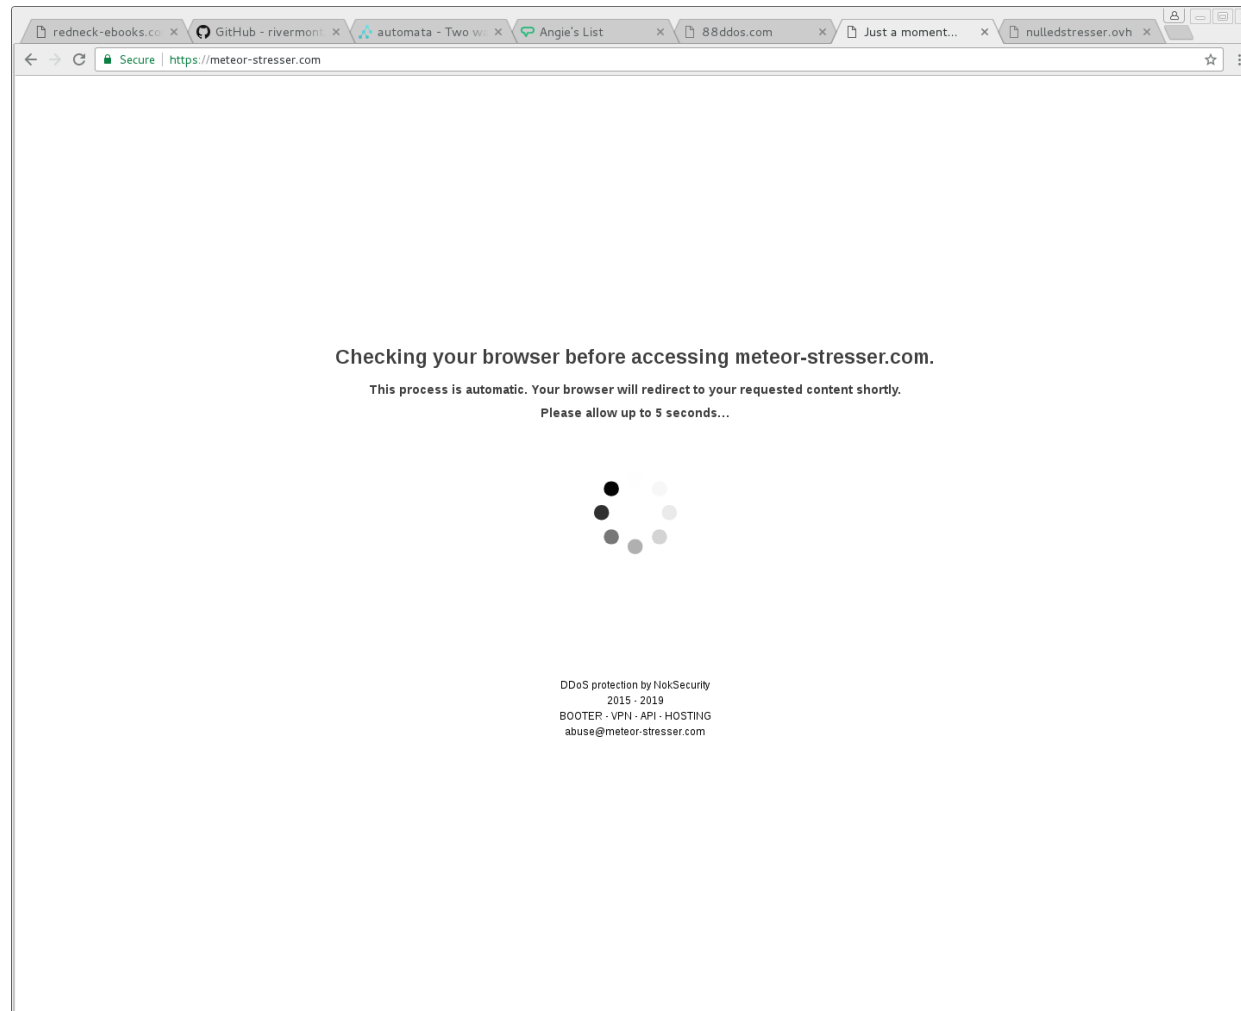 redneck-ebooks.co
GitHub - rivermont
automata - Two wa
Angie's List
88ddos.com
Just a moment...
nulledstresser.ovh
Secure
https://meteor-stresser.com
Checking your browser before accessing meteor-stresser.com.
This process is automatic. Your browser will redirect to your requested content shortly.
Please allow up to 5 seconds...
DDoS protection by NokSecurity
2015 - 2019
BOOTER - VPN - API - HOSTING
abuse@meteor-stresser.com